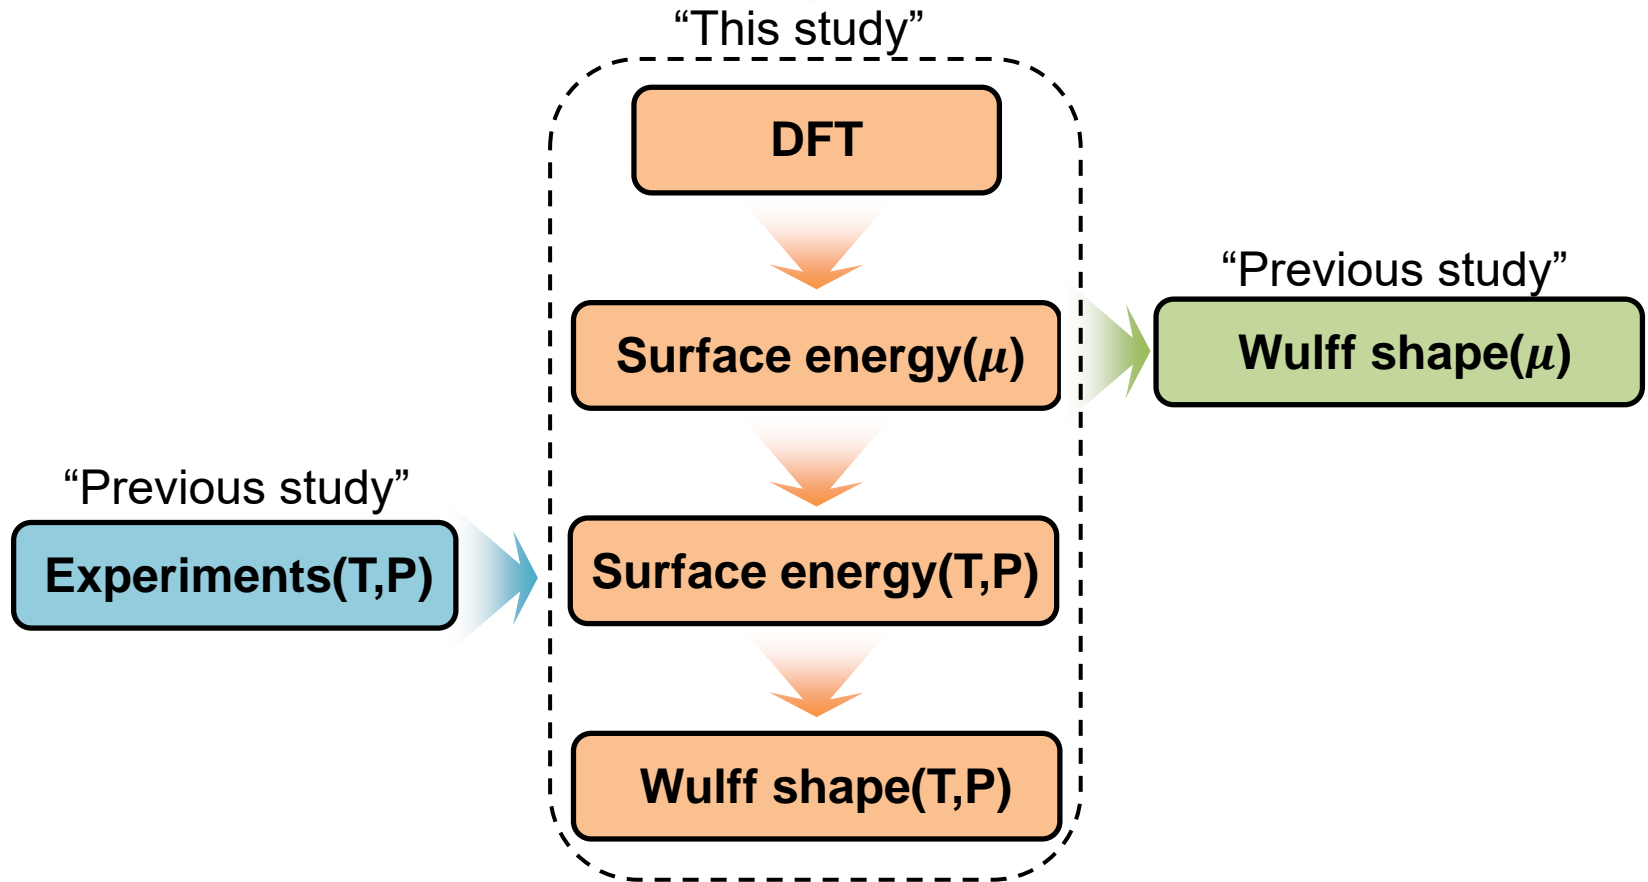 “This study”
DFT
“Previous study”
Surface energy(μ)
Wulff shape(μ)
“Previous study”
Experiments(T,P)
Surface energy(T,P)
Wulff shape(T,P)